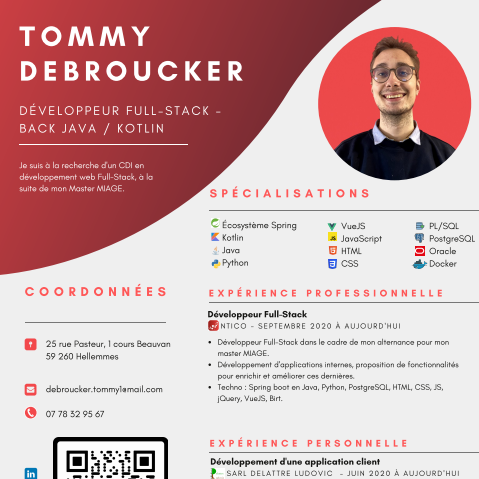 TOMMY
DEBROUCKER
DÉVELOPPEUR FULL-STACK -
BACK JAVA / KOTLIN
Je suis à la recherche d'un CDI en
développement web Full-Stack, à la
suite de mon Master MIAGE.
SPÉCIALISATIONS
Écosystème Spring
Kotlin
Java
Python
VueJS
JavaScript
HTML
CSS
PL/SQL
PostgreSQL
Oracle
Docker
COORDONNÉES
25 rue Pasteur, 1 cours Beauvan
59 260 Hellemmes
debroucker.tommy1@mail.com
07 78 32 95 67
EXPÉRIENCE PROFESSIONNELLE
Développeur Full-Stack
NTICO - SEPTEMBRE 2020 À AUJOURD'HUI
Développeur Full-Stack dans le cadre de mon alternance pour mon
master MIAGE.
Développement d'applications internes, proposition de fonctionnalités
pour enrichir et améliorer ces dernières.
Techno : Spring boot en Java, Python, PostgreSQL, HTML, CSS, JS,
jQuery, VueJS, Birt.
EXPÉRIENCE PERSONNELLE
Développement d'une application client
SARL DELATTRE LUDOVIC - JUIN 2020 À AUJOURD'HUI